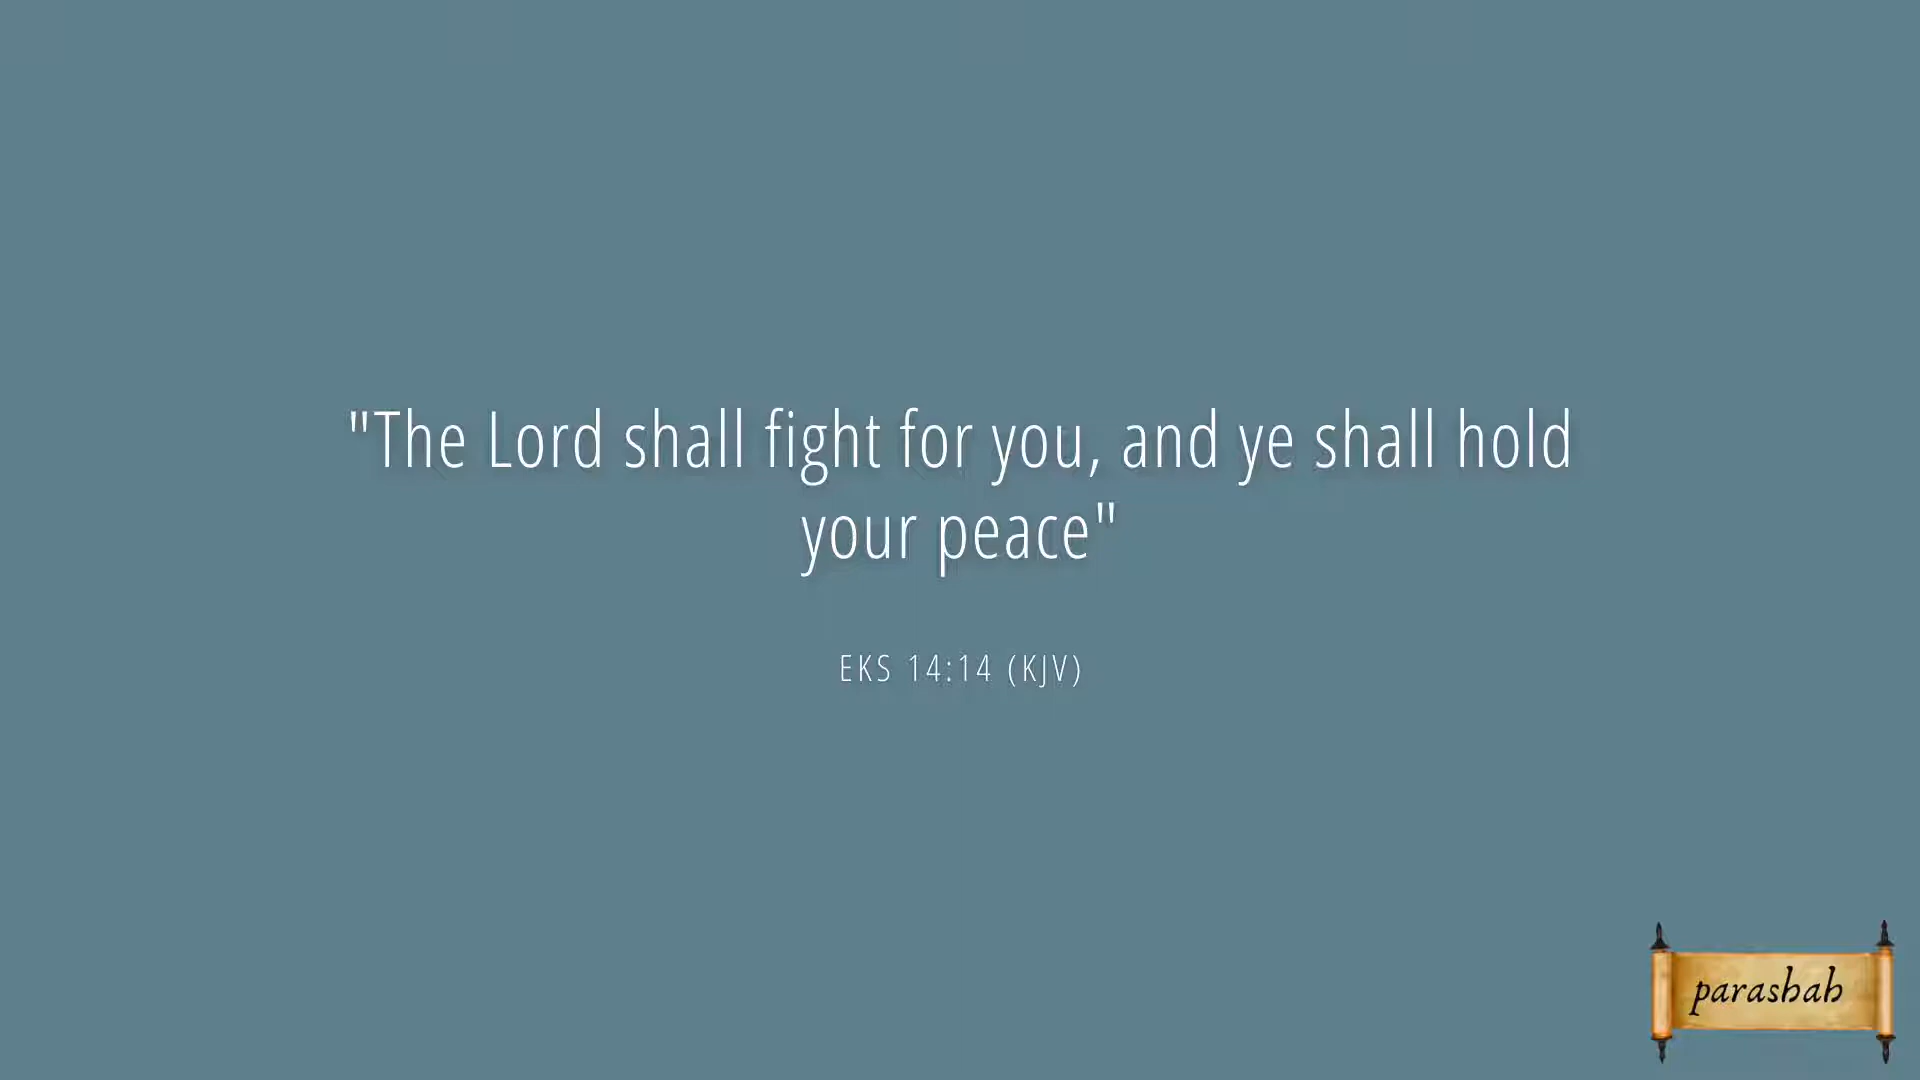 "The Lord shall fight for you, and ye shall hold
your peace"
EKS 14:14 (KJV)
parashah